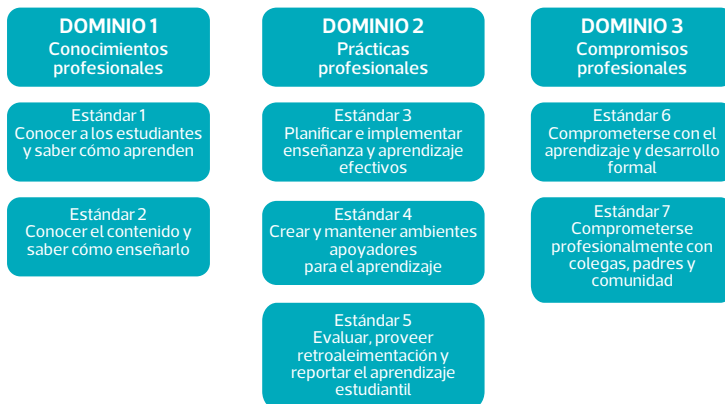 DOMINIO 1
Conocimientos
profesionales
Estándar 1
Conocer a los estudiantes
y saber cómo aprenden
Estándar 2
Conocer el contenido y
saber cómo enseñarlo
DOMINIO 2
Prácticas
profesionales
Estándar 3
Planificar e implementar
enseñanza y aprendizaje
efectivos
Estándar 4
Crear y mantener ambientes
apoyadores
para el aprendizaje
Estándar 5
Evaluar, proveer
retroaleimentación y
reportar el aprendizaje
estudiantil
DOMINIO 3
Compromisos
profesionales
Estándar 6
Comprometerse con el
aprendizaje y desarrollo
formal
Estándar 7
Comprometerse
profesionalmente con
colegas, padres y
comunidad